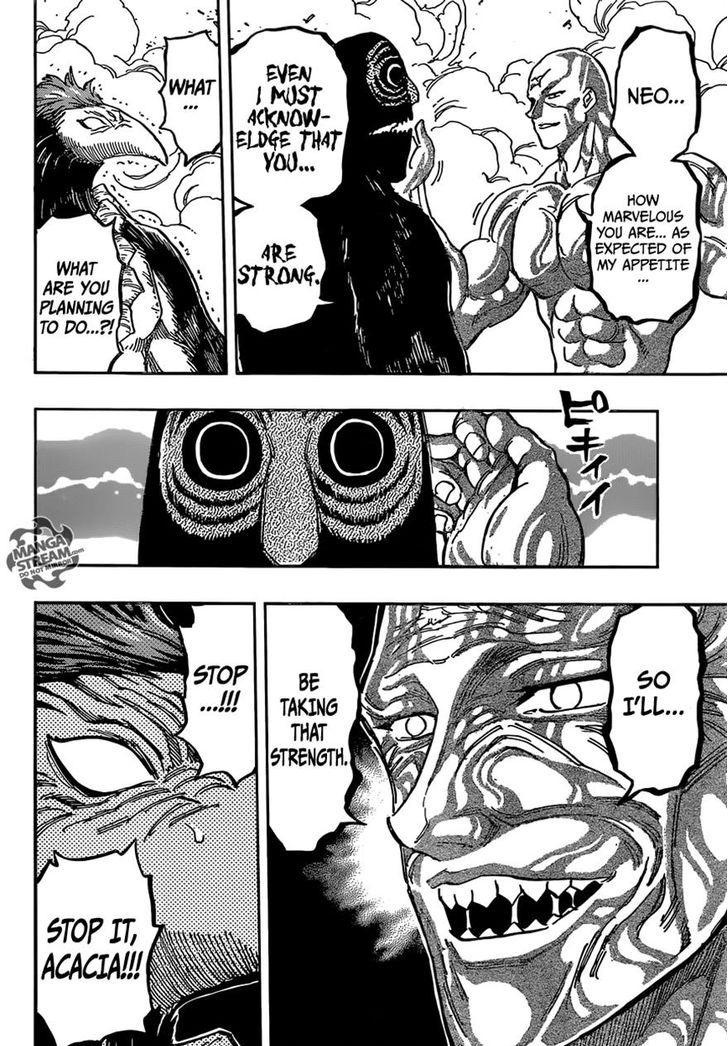 NEO...
HOW
MARVELOUS
YOU ARE... AS
EXPECTED OF
MY APPETITE
...
EVEN
I MUST
ACKNOW-
ELDGE THAT
YOU...
ARE
STRONG.
WHAT
...
WHAT
ARE YOU
PLANNING
TO DO...?!
ピキィイ
MANGA
STREAM.com
DO NOT MIRROR
SO
I'LL...
BE
TAKING
THAT
STRENGTH.
STOP
...!!!
STOP IT,
ACACIA!!!